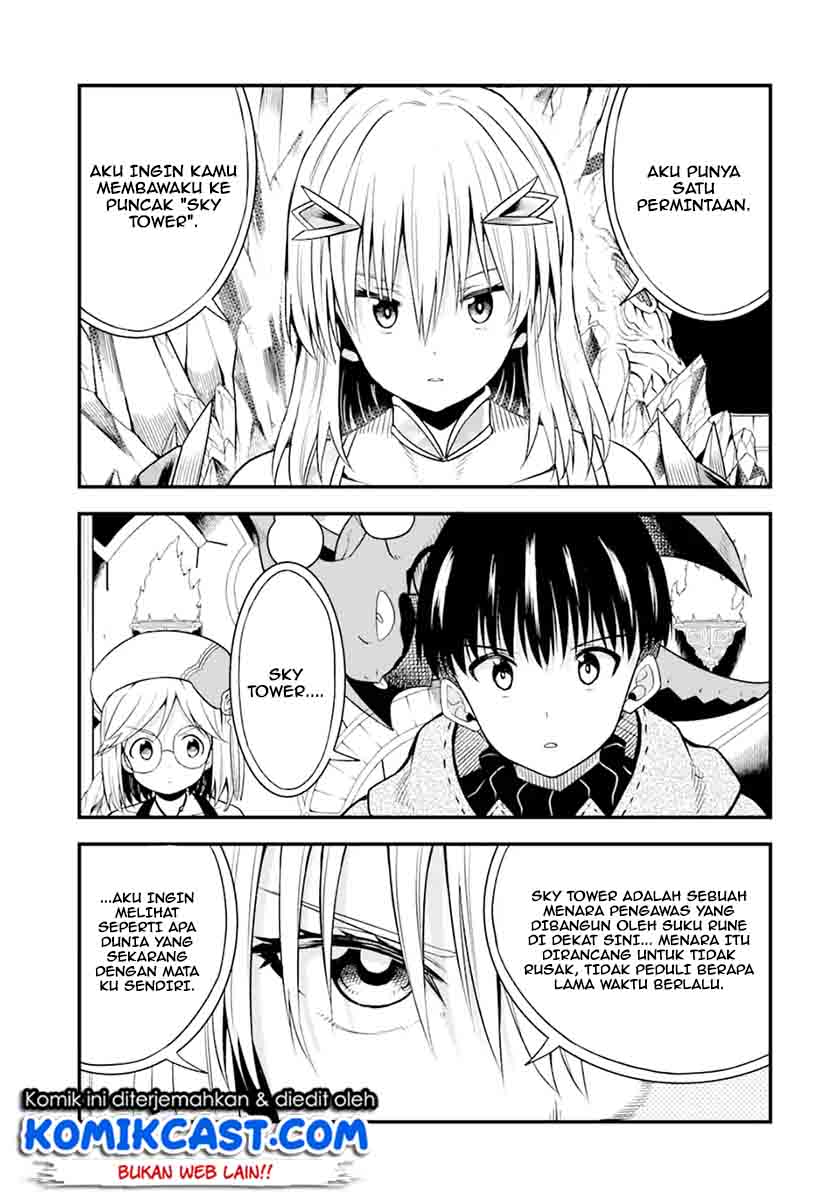 AKU PUNYA
SATU
PERMINTAAN.
AKU INGIN KAMU
MEMBAWAKU KE
PUNCAK "SKY
TOWER".
SKY
TOWER....
SKY TOWER ADALAH SEBUAH
MENARA PENGAWAS YANG
DIBANGUN OLEH SUKU RUNE
DI DEKAT SINI... MENARA ITU
DIRANCANG UNTUK TIDAK
RUSAK, TIDAK PEDULI BERAPA
LAMA WAKTU BERLALU.
...AKU INGIN
MELIHAT
SEPERTI APA
DUNIA YANG
SEKARANG
DENGAN MATA
KU SENDIRI.
Komik ini diterjemahkan & diedit oleh
KOMIKCAST.COM
BUKAN WEB LAIN!!